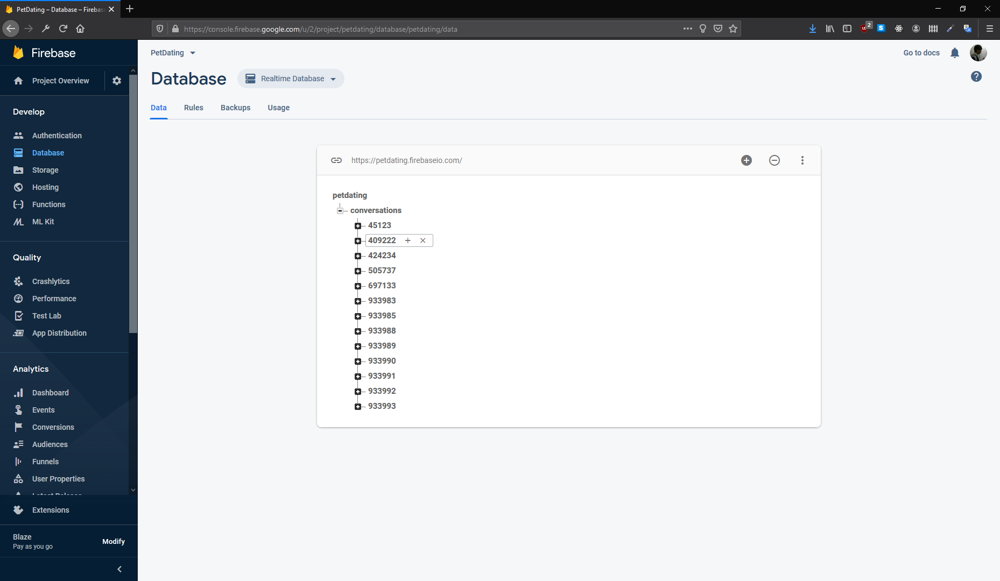 PetDating – Database – Firebase
https://console.firebase.google.com/u/2/project/petdating/database/petdating/data
2
Firebase
Project Overview
Develop
Authentication
Database
Storage
Hosting
Functions
ML Kit
Quality
Crashlytics
Performance
Test Lab
App Distribution
Analytics
Dashboard
Events
Conversions
Audiences
Funnels
User Properties
Latest Release
Extensions
Blaze
Pay as you go
Modify
PetDating
Go to docs
Database
Realtime Database
Data Rules Backups Usage
https://petdating.firebaseio.com/
petdating
conversations
45123
409222
424234
505737
697133
933983
933985
933988
933989
933990
933991
933992
933993